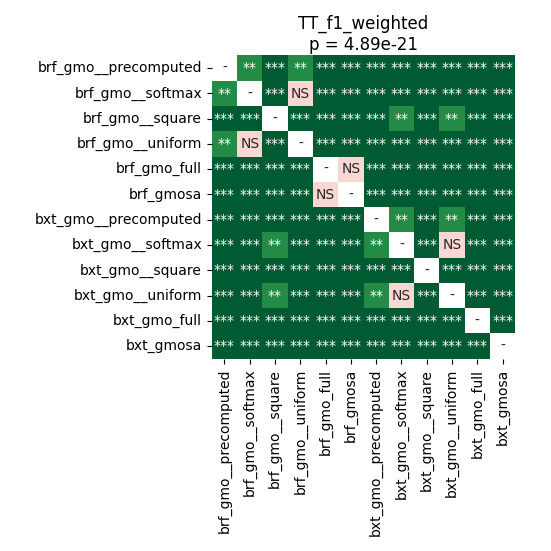 TT_f1_weighted
p = 4.89e-21
brf_gmo__precomputed - ** *** ** *** *** *** *** *** *** *** ***
brf_gmo__softmax ** - *** NS *** *** *** *** *** *** *** ***
brf_gmo__square *** *** - *** *** *** *** ** *** ** *** ***
brf_gmo__uniform ** NS *** - *** *** *** *** *** *** *** ***
brf_gmo_full *** *** *** *** - NS *** *** *** *** *** ***
brf_gmosa *** *** *** *** NS - *** *** *** *** *** ***
bxt_gmo__precomputed *** *** *** *** *** *** - ** *** ** *** ***
bxt_gmo__softmax *** *** ** *** *** *** ** - *** NS *** ***
bxt_gmo__square *** *** *** *** *** *** *** *** - *** *** ***
bxt_gmo__uniform *** *** ** *** *** *** ** NS *** - *** ***
bxt_gmo_full *** *** *** *** *** *** *** *** *** *** - ***
bxt_gmosa *** *** *** *** *** *** *** *** *** *** *** -
brf_gmo__precomputed
brf_gmo__softmax
brf_gmo__square
brf_gmo__uniform
brf_gmo_full
brf_gmosa
bxt_gmo__precomputed
bxt_gmo__softmax
bxt_gmo__square
bxt_gmo__uniform
bxt_gmo_full
bxt_gmosa